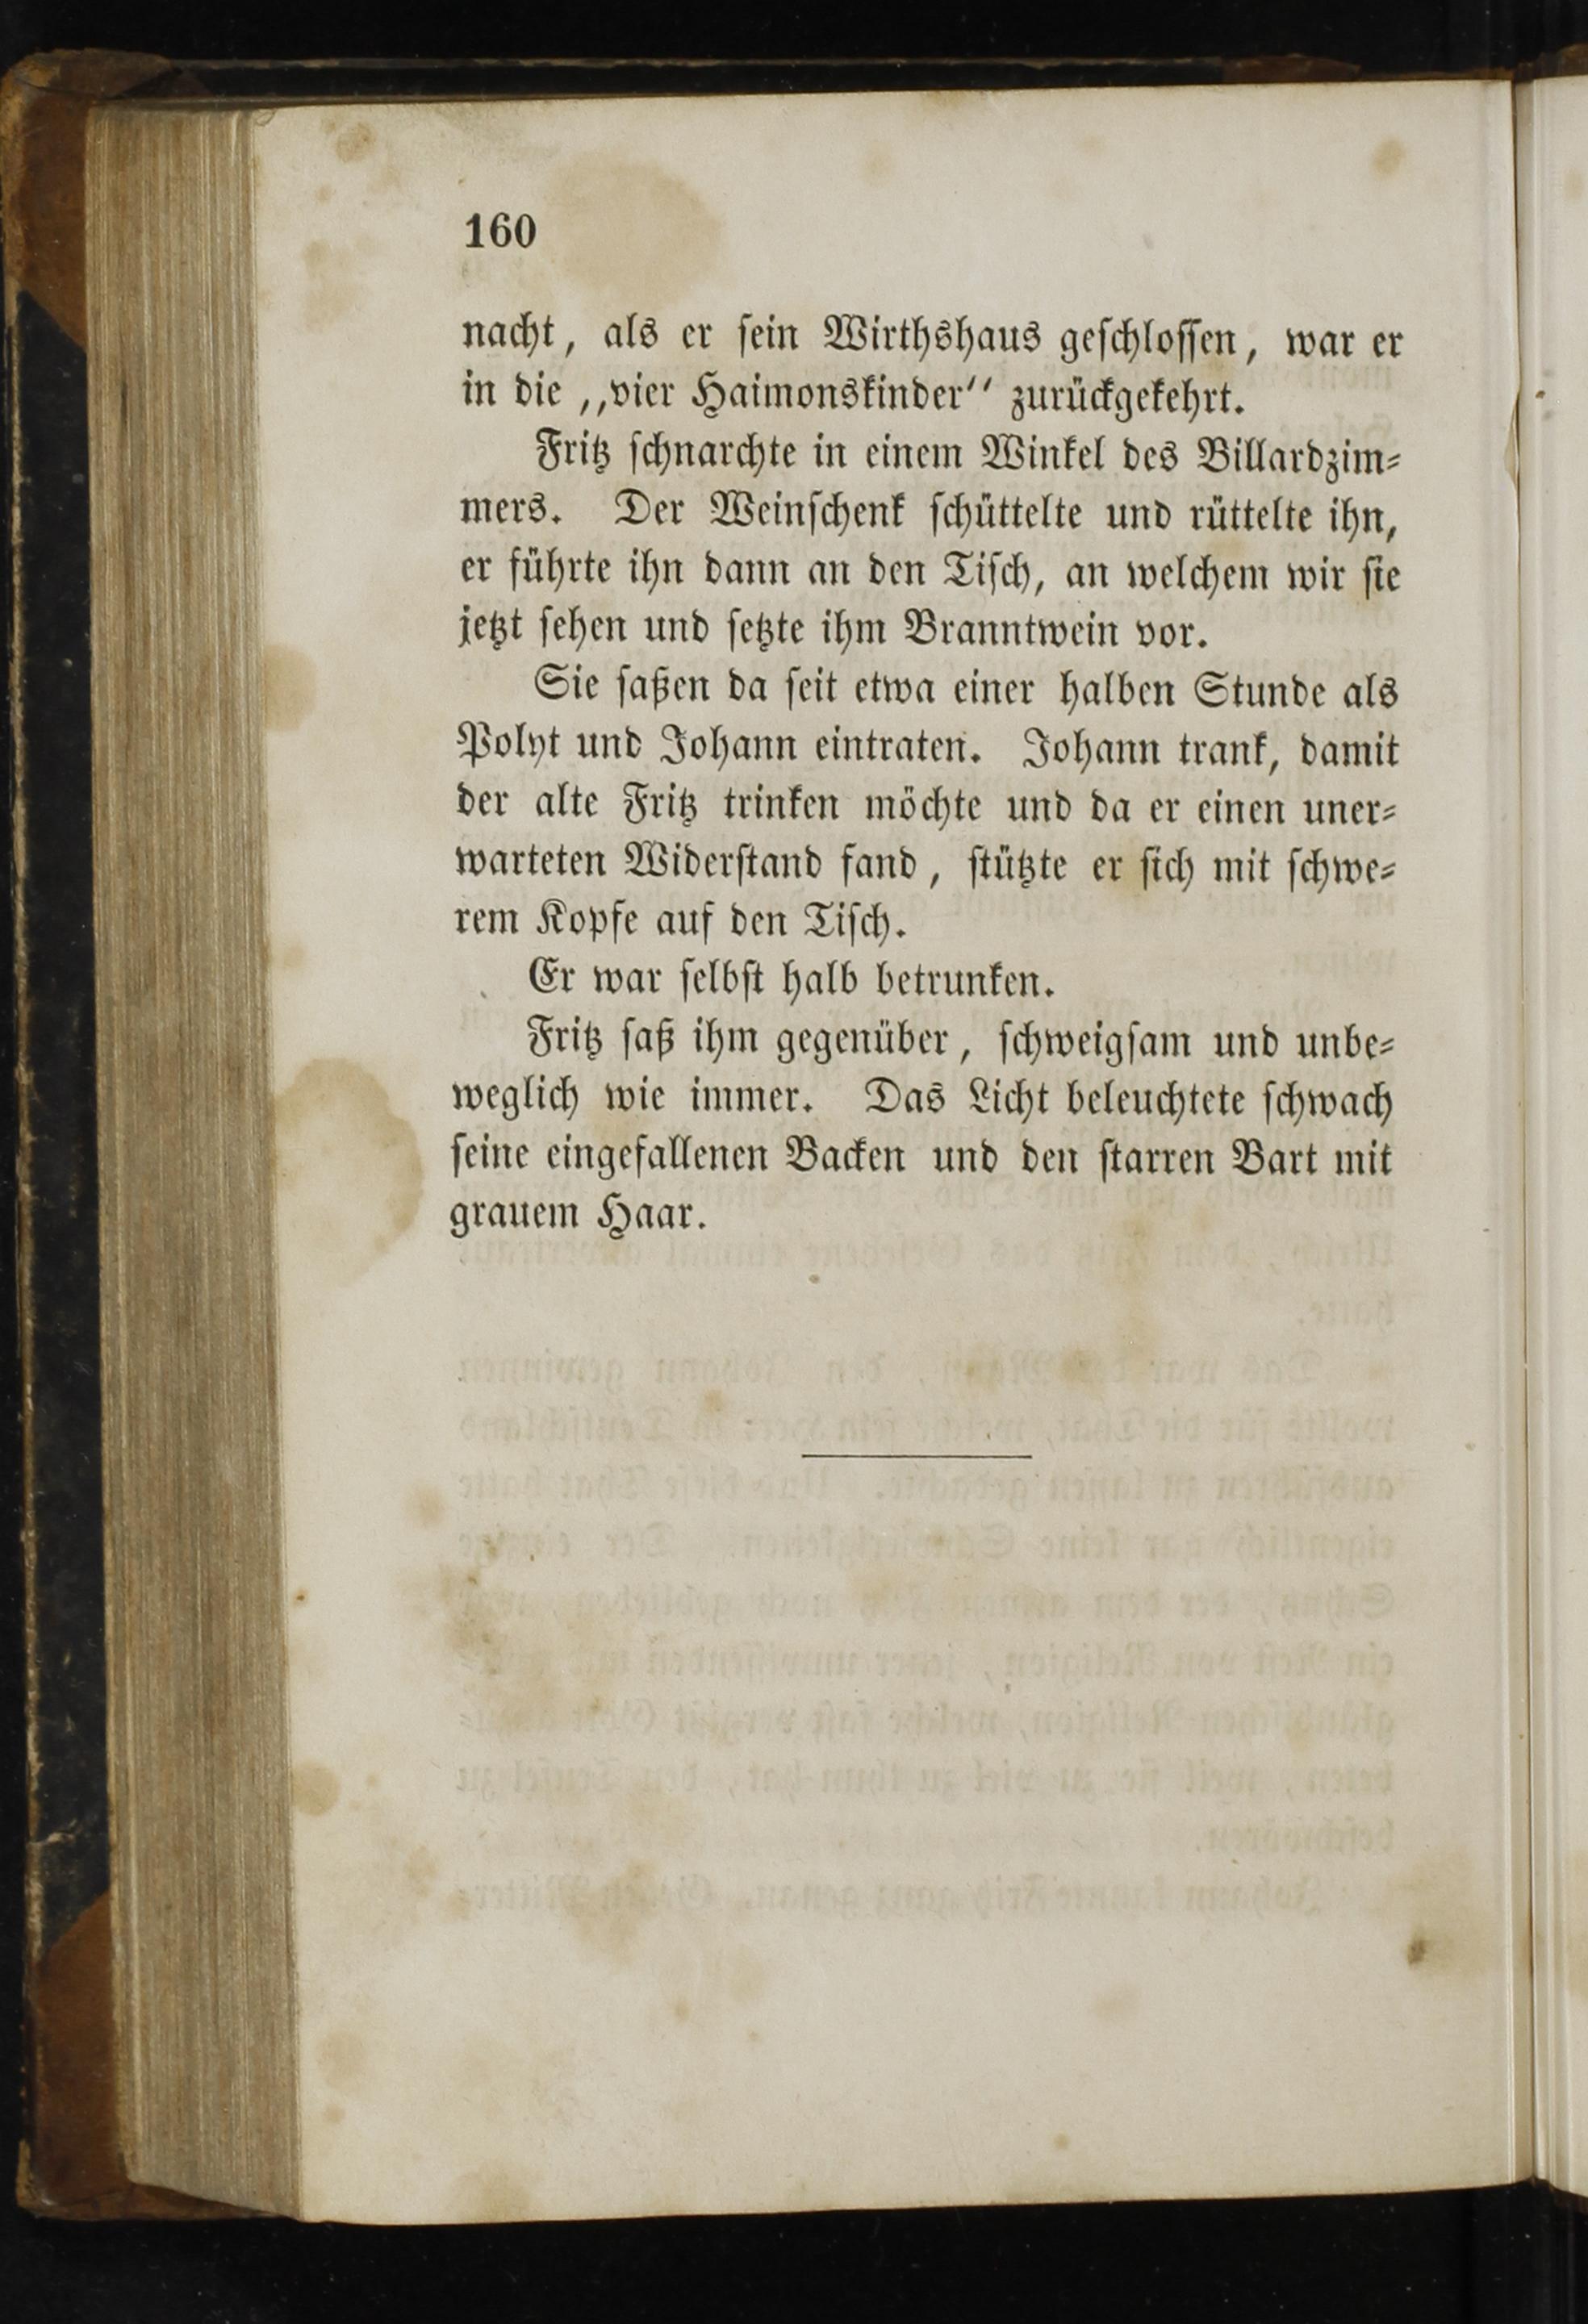 160
nacht, als er ſein Wirthshaus geſchloſſen, war er
in die ,,vier Haimonskinder'' zurückgekehrt.
Fritz ſchnarchte in einem Winkel des Billardzim⸗
mers. Der Weinſchenk ſchüttelte und rüttelte ihn,
er führte ihn dann an den Tiſch, an welchem wir ſie
jetzt ſehen und ſetzte ihm Branntwein vor.
Sie ſaßen da ſeit etwa einer halben Stunde als
Polyt und Johann eintraten. Johann trank, damit
der alte Fritz trinken möchte und da er einen uner⸗
warteten Widerſtand fand, ſtützte er ſich mit ſchwe⸗
rem Kopfe auf den Tiſch.
Er war ſelbſt halb betrunken.
Fritz ſaß ihm gegenüber, ſchweigſam und unbe⸗
weglich wie immer. Das Licht beleuchtete ſchwach
ſeine eingefallenen Backen und den ſtarren Bart mit
grauem Haar.